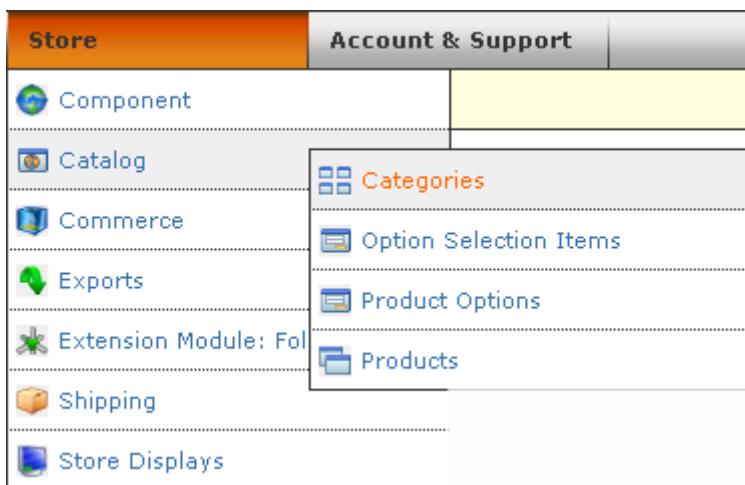 Store
Account & Support
Component
Catalog
Categories
Commerce
Option Selection Items
Exports
Product Options
Extension Module: Fol
Products
Shipping
Store Displays